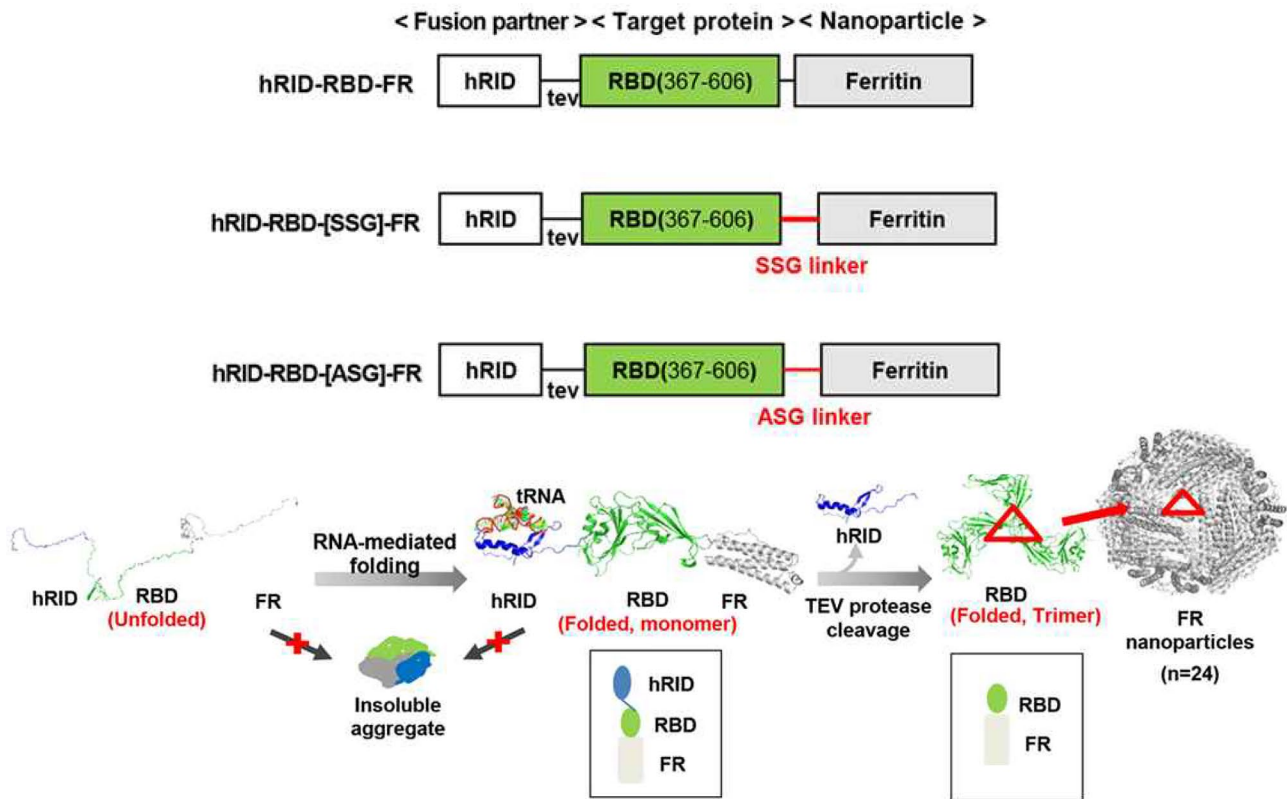 < Fusion partner >< Target protein >< Nanoparticle >
hRID-RBD-FR
hRID
tev
RBD(367-606)
Ferritin
hRID-RBD-[SSG]-FR
hRID
tev
RBD(367-606)
Ferritin
SSG linker
hRID-RBD-[ASG]-FR
hRID
tev
RBD(367-606)
Ferritin
ASG linker
hRID
RBD
(Unfolded)
FR
RNA-mediated
folding
Insoluble
aggregate
tRNA
hRID
RBD
(Folded, monomer)
FR
hRID
RBD
FR
hRID
TEV protease
cleavage
RBD
(Folded, Trimer)
RBD
FR
FR
nanoparticles
(n=24)